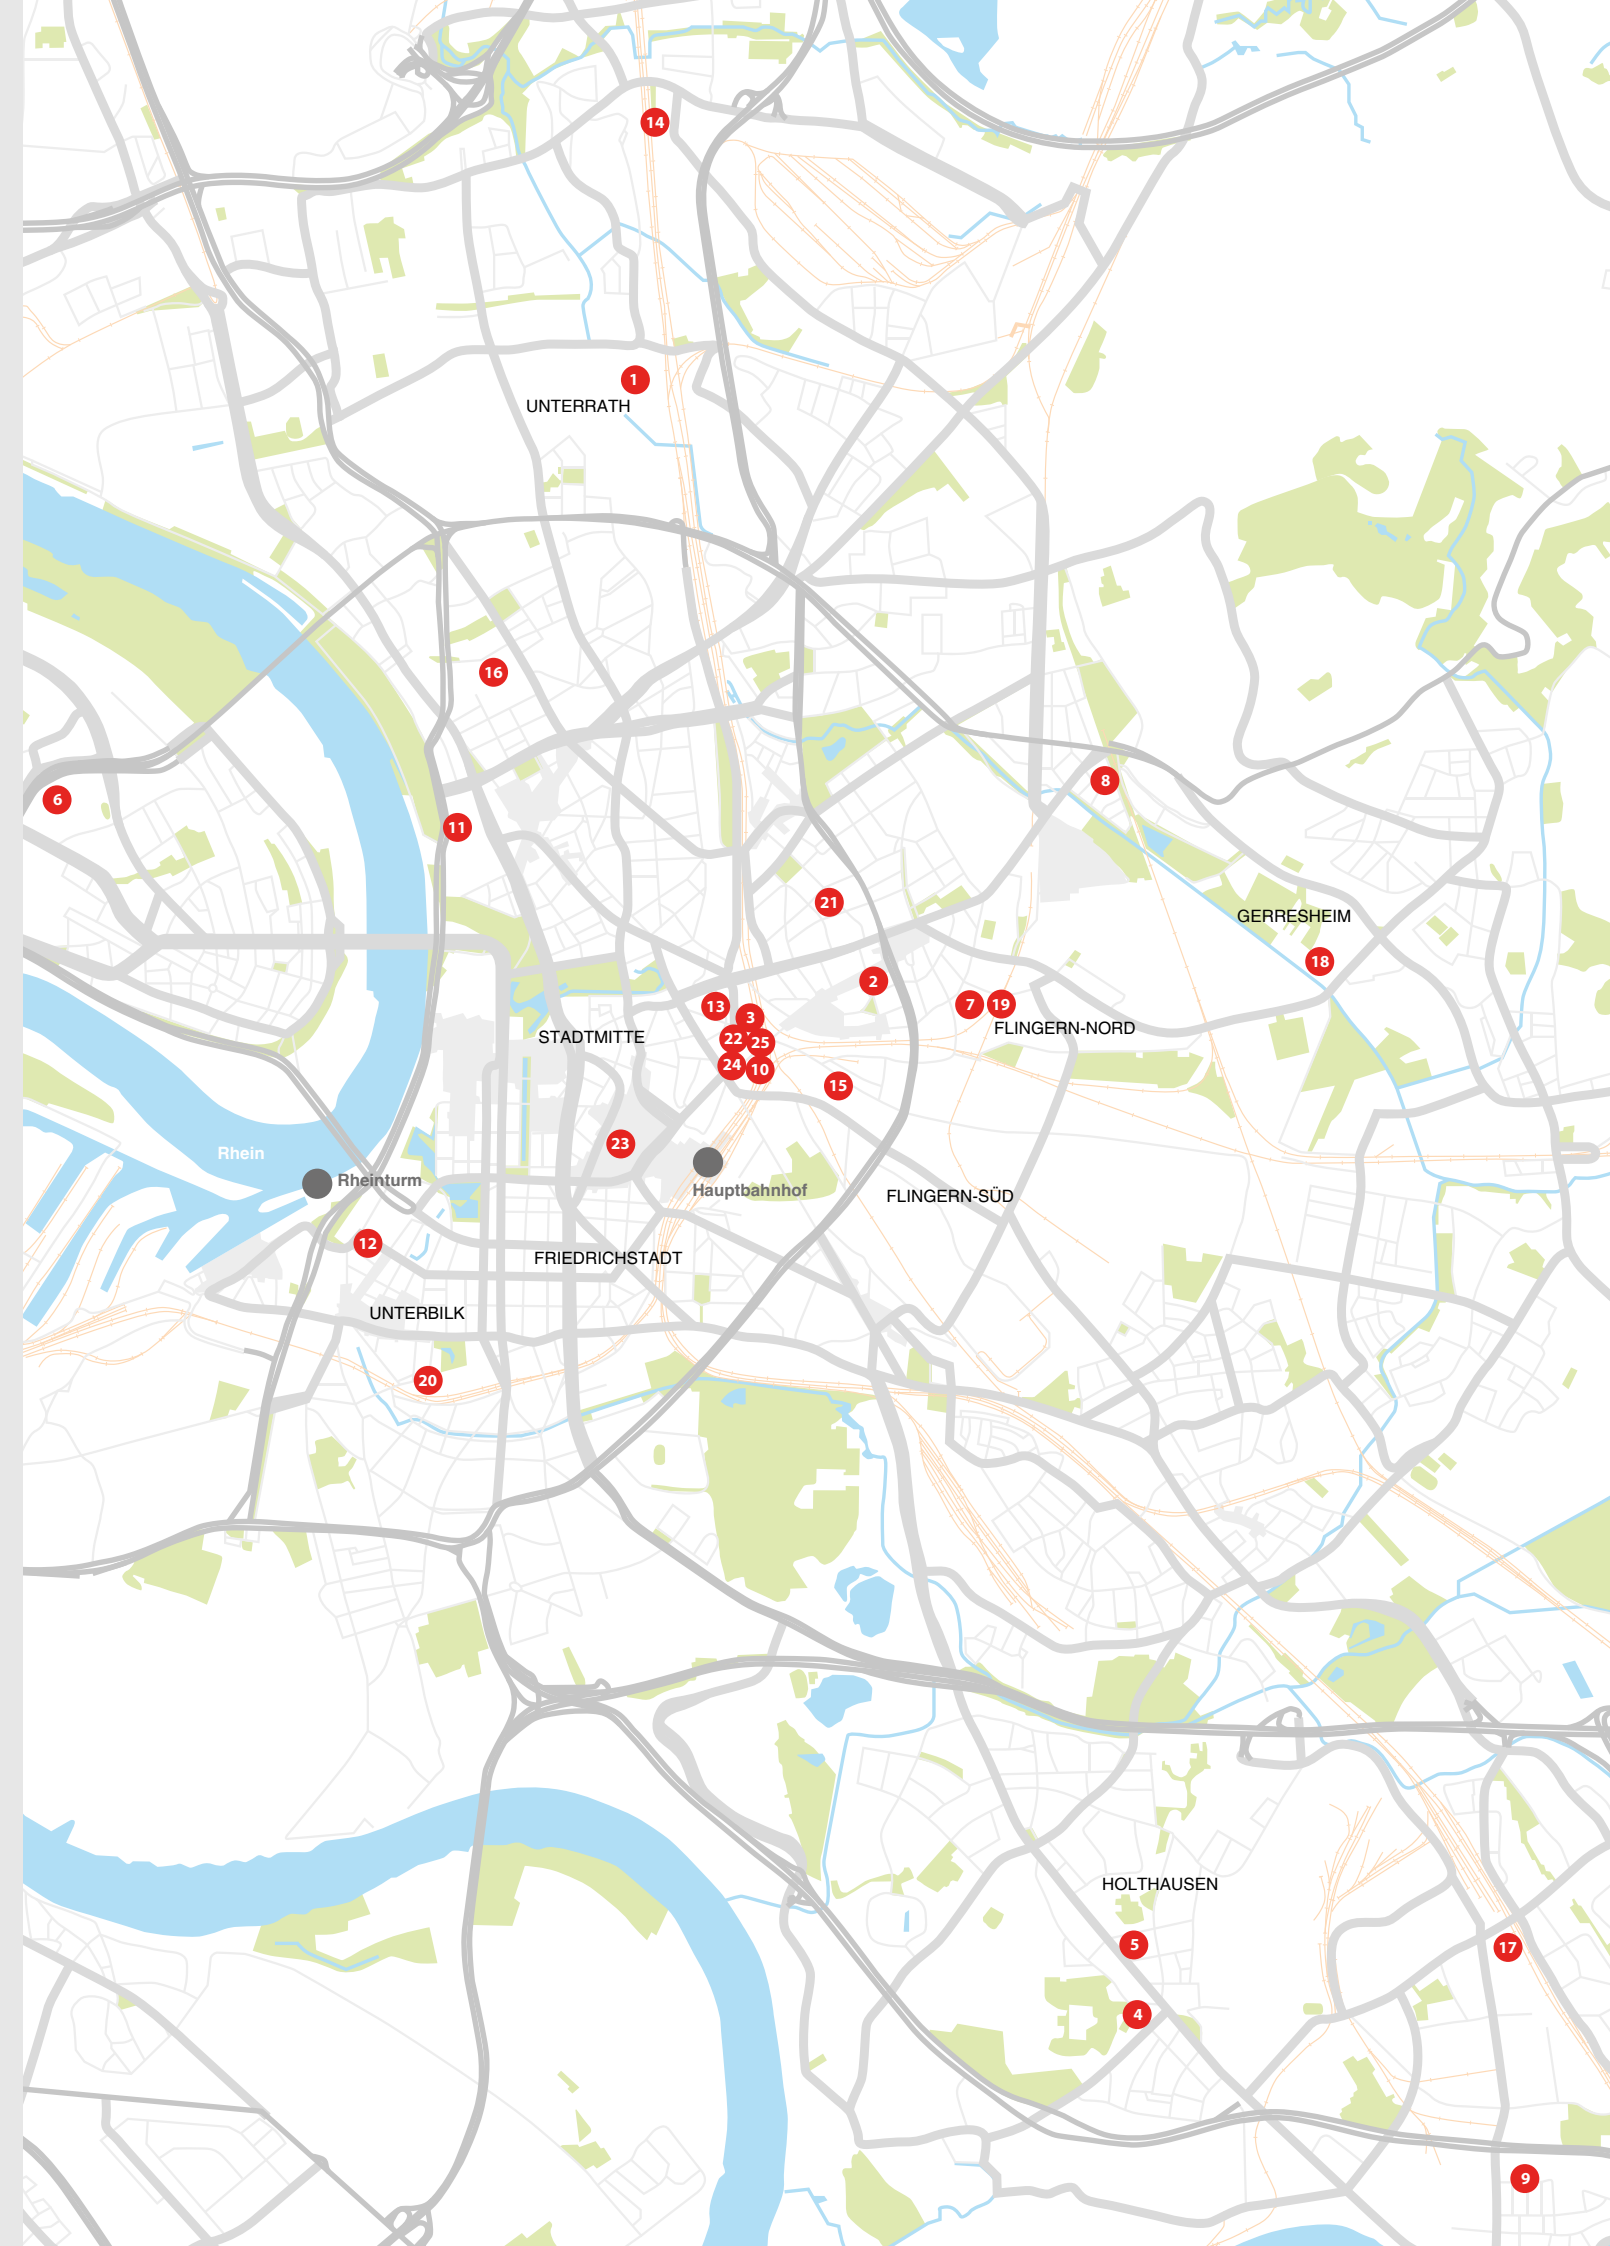 14
1
UNTERRATH
16
6
8
11
21
GERRESHEIM
18
2
13
7
19
3
FLINGERN-NORD
STADTMITTE
22
25
24
10
15
23
Rhein
Rheinturm
Hauptbahnhof
FLINGERN-SÜD
12
FRIEDRICHSTADT
UNTERBILK
20
HOLTHAUSEN
5
17
4
9